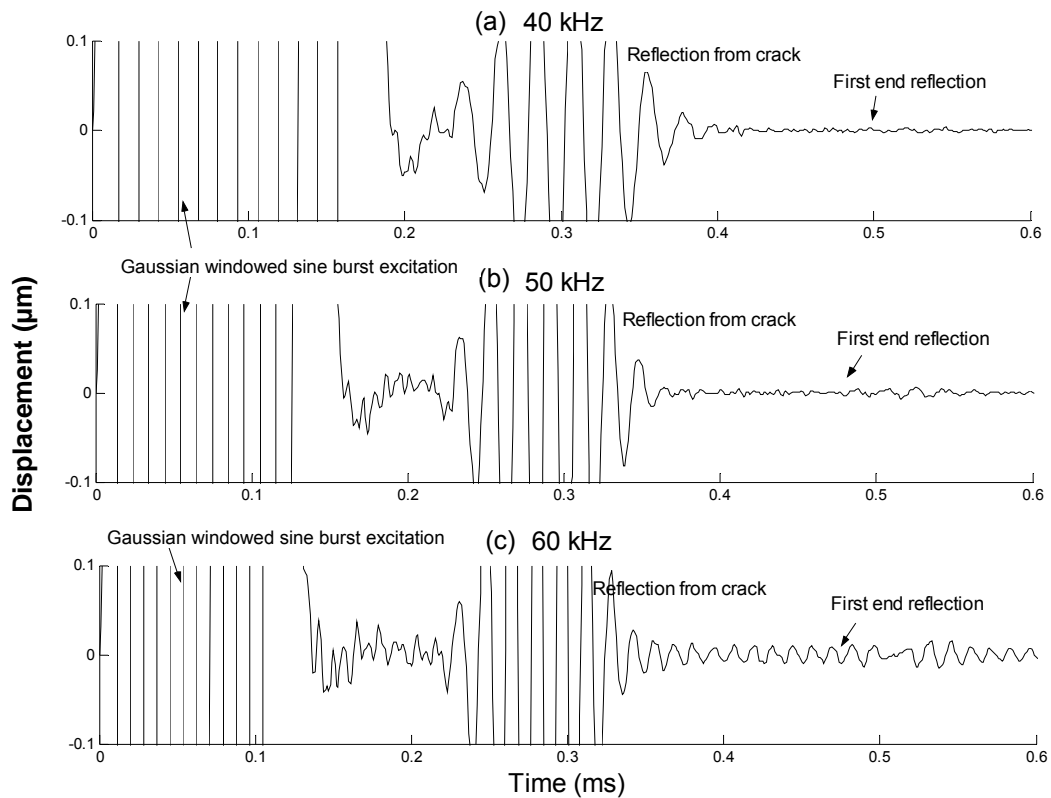 (a) 40 kHz
0.1
Reflection from crack
First end reflection
0
-0.1
0 0.1 0.2 0.3 0.4 0.5 0.6
Gaussian windowed sine burst excitation
(b) 50 kHz
0.1
Reflection from crack
First end reflection
0
-0.1
0 0.1 0.2 0.3 0.4 0.5 0.6
Displacement (μm)
Gaussian windowed sine burst excitation
(c) 60 kHz
0.1
Reflection from crack
First end reflection
0
-0.1
0 0.1 0.2 0.3 0.4 0.5 0.6
Time (ms)